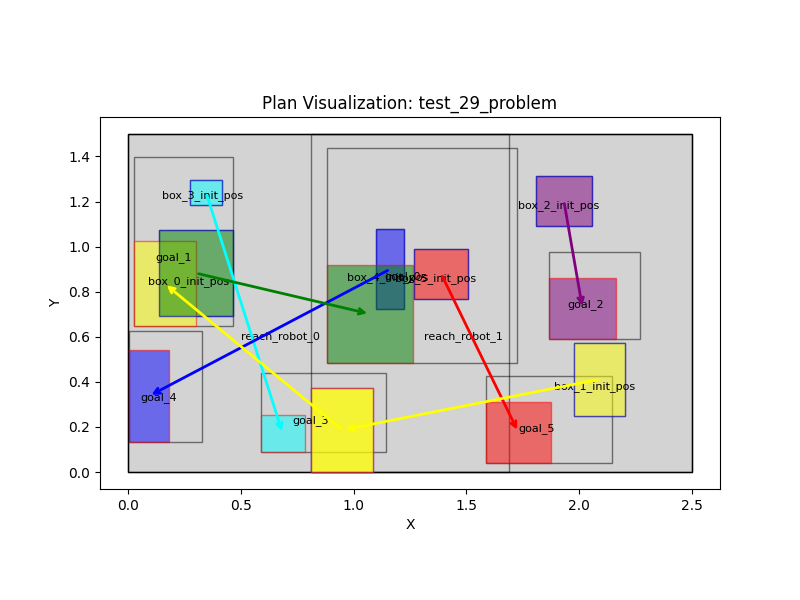 Plan Visualization: test_29_problem
1.4
1.2
1.0
0.8
0.6
0.4
0.2
0.0
Y
box_3_init_pos
box_2_init_pos
goal_1
box_0_init_pos
box_5_init_pos
goal_2
reach_robot_0
reach_robot_1
goal_4
box_1_init_pos
goal_3
goal_5
0.0
0.5
1.0
1.5
2.0
2.5
X